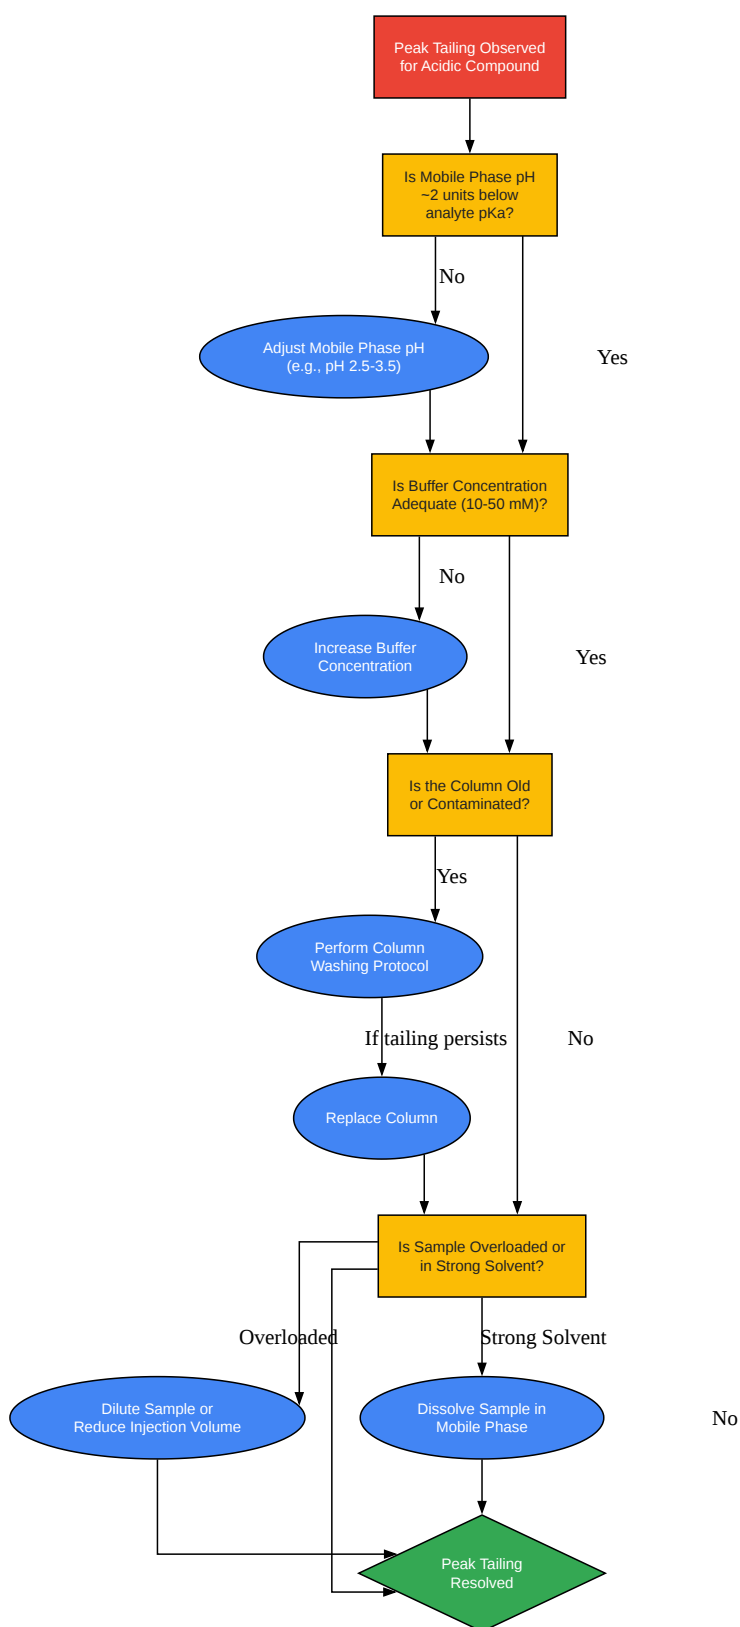 Peak Tailing Observed
for Acidic Compound
Is Mobile Phase pH
~2 units below
analyte pKa?
No
Adjust Mobile Phase pH
(e.g., pH 2.5-3.5)
Yes
Is Buffer Concentration
Adequate (10-50 mM)?
No
Increase Buffer
Concentration
Yes
Is the Column Old
or Contaminated?
Yes
Perform Column
Washing Protocol
If tailing persists
No
Replace Column
Is Sample Overloaded or
in Strong Solvent?
Overloaded
Strong Solvent
Dilute Sample or
Reduce Injection Volume
Dissolve Sample in
Mobile Phase
No
Peak Tailing
Resolved